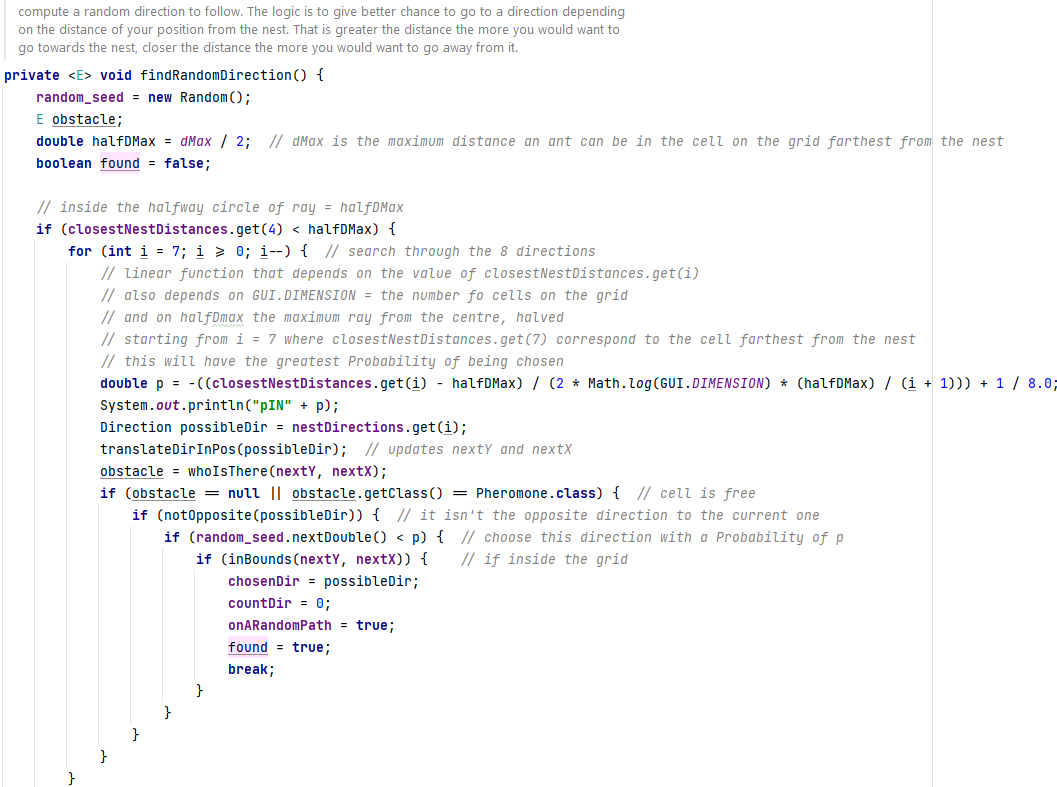 compute a random direction to follow. The logic is to give better chance to go to a direction depending
on the distance of your position from the nest. That is greater the distance the more you would want to
go towards the nest, closer the distance the more you would want to go away from it.
private <E> void findRandomDirection() {
random_seed = new Random();
E obstacle;
double halfDMax = dMax / 2;  // dMax is the maximum distance an ant can be in the cell on the grid farthest from the nest
boolean found = false;
// inside the halfway circle of ray = halfDMax
if (closestNestDistances.get(4) < halfDMax) {
for (int i = 7; i >= 0; i--) {  // search through the 8 directions
// linear function that depends on the value of closestNestDistances.get(i)
// also depends on GUI.DIMENSION = the number fo cells on the grid
// and on halfDmax the maximum ray from the centre, halved
// starting from i = 7 where closestNestDistances.get(7) correspond to the cell farthest from the nest
// this will have the greatest Probability of being chosen
double p = -((closestNestDistances.get(i) - halfDMax) / (2 * Math.log(GUI.DIMENSION) * (halfDMax) / (i + 1))) + 1 / 8.0;
System.out.println("pIN" + p);
Direction possibleDir = nestDirections.get(i);
translateDirInPos(possibleDir);  // updates nextY and nextX
obstacle = whoIsThere(nextY, nextX);
if (obstacle == null || obstacle.getClass() == Pheromone.class) {  // cell is free
if (notOpposite(possibleDir)) {  // it isn't the opposite direction to the current one
if (random_seed.nextDouble() < p) {  // choose this direction with a Probability of p
if (inBounds(nextY, nextX)) {    // if inside the grid
chosenDir = possibleDir;
countDir = 0;
onARandomPath = true;
found = true;
break;
}
}
}
}
}